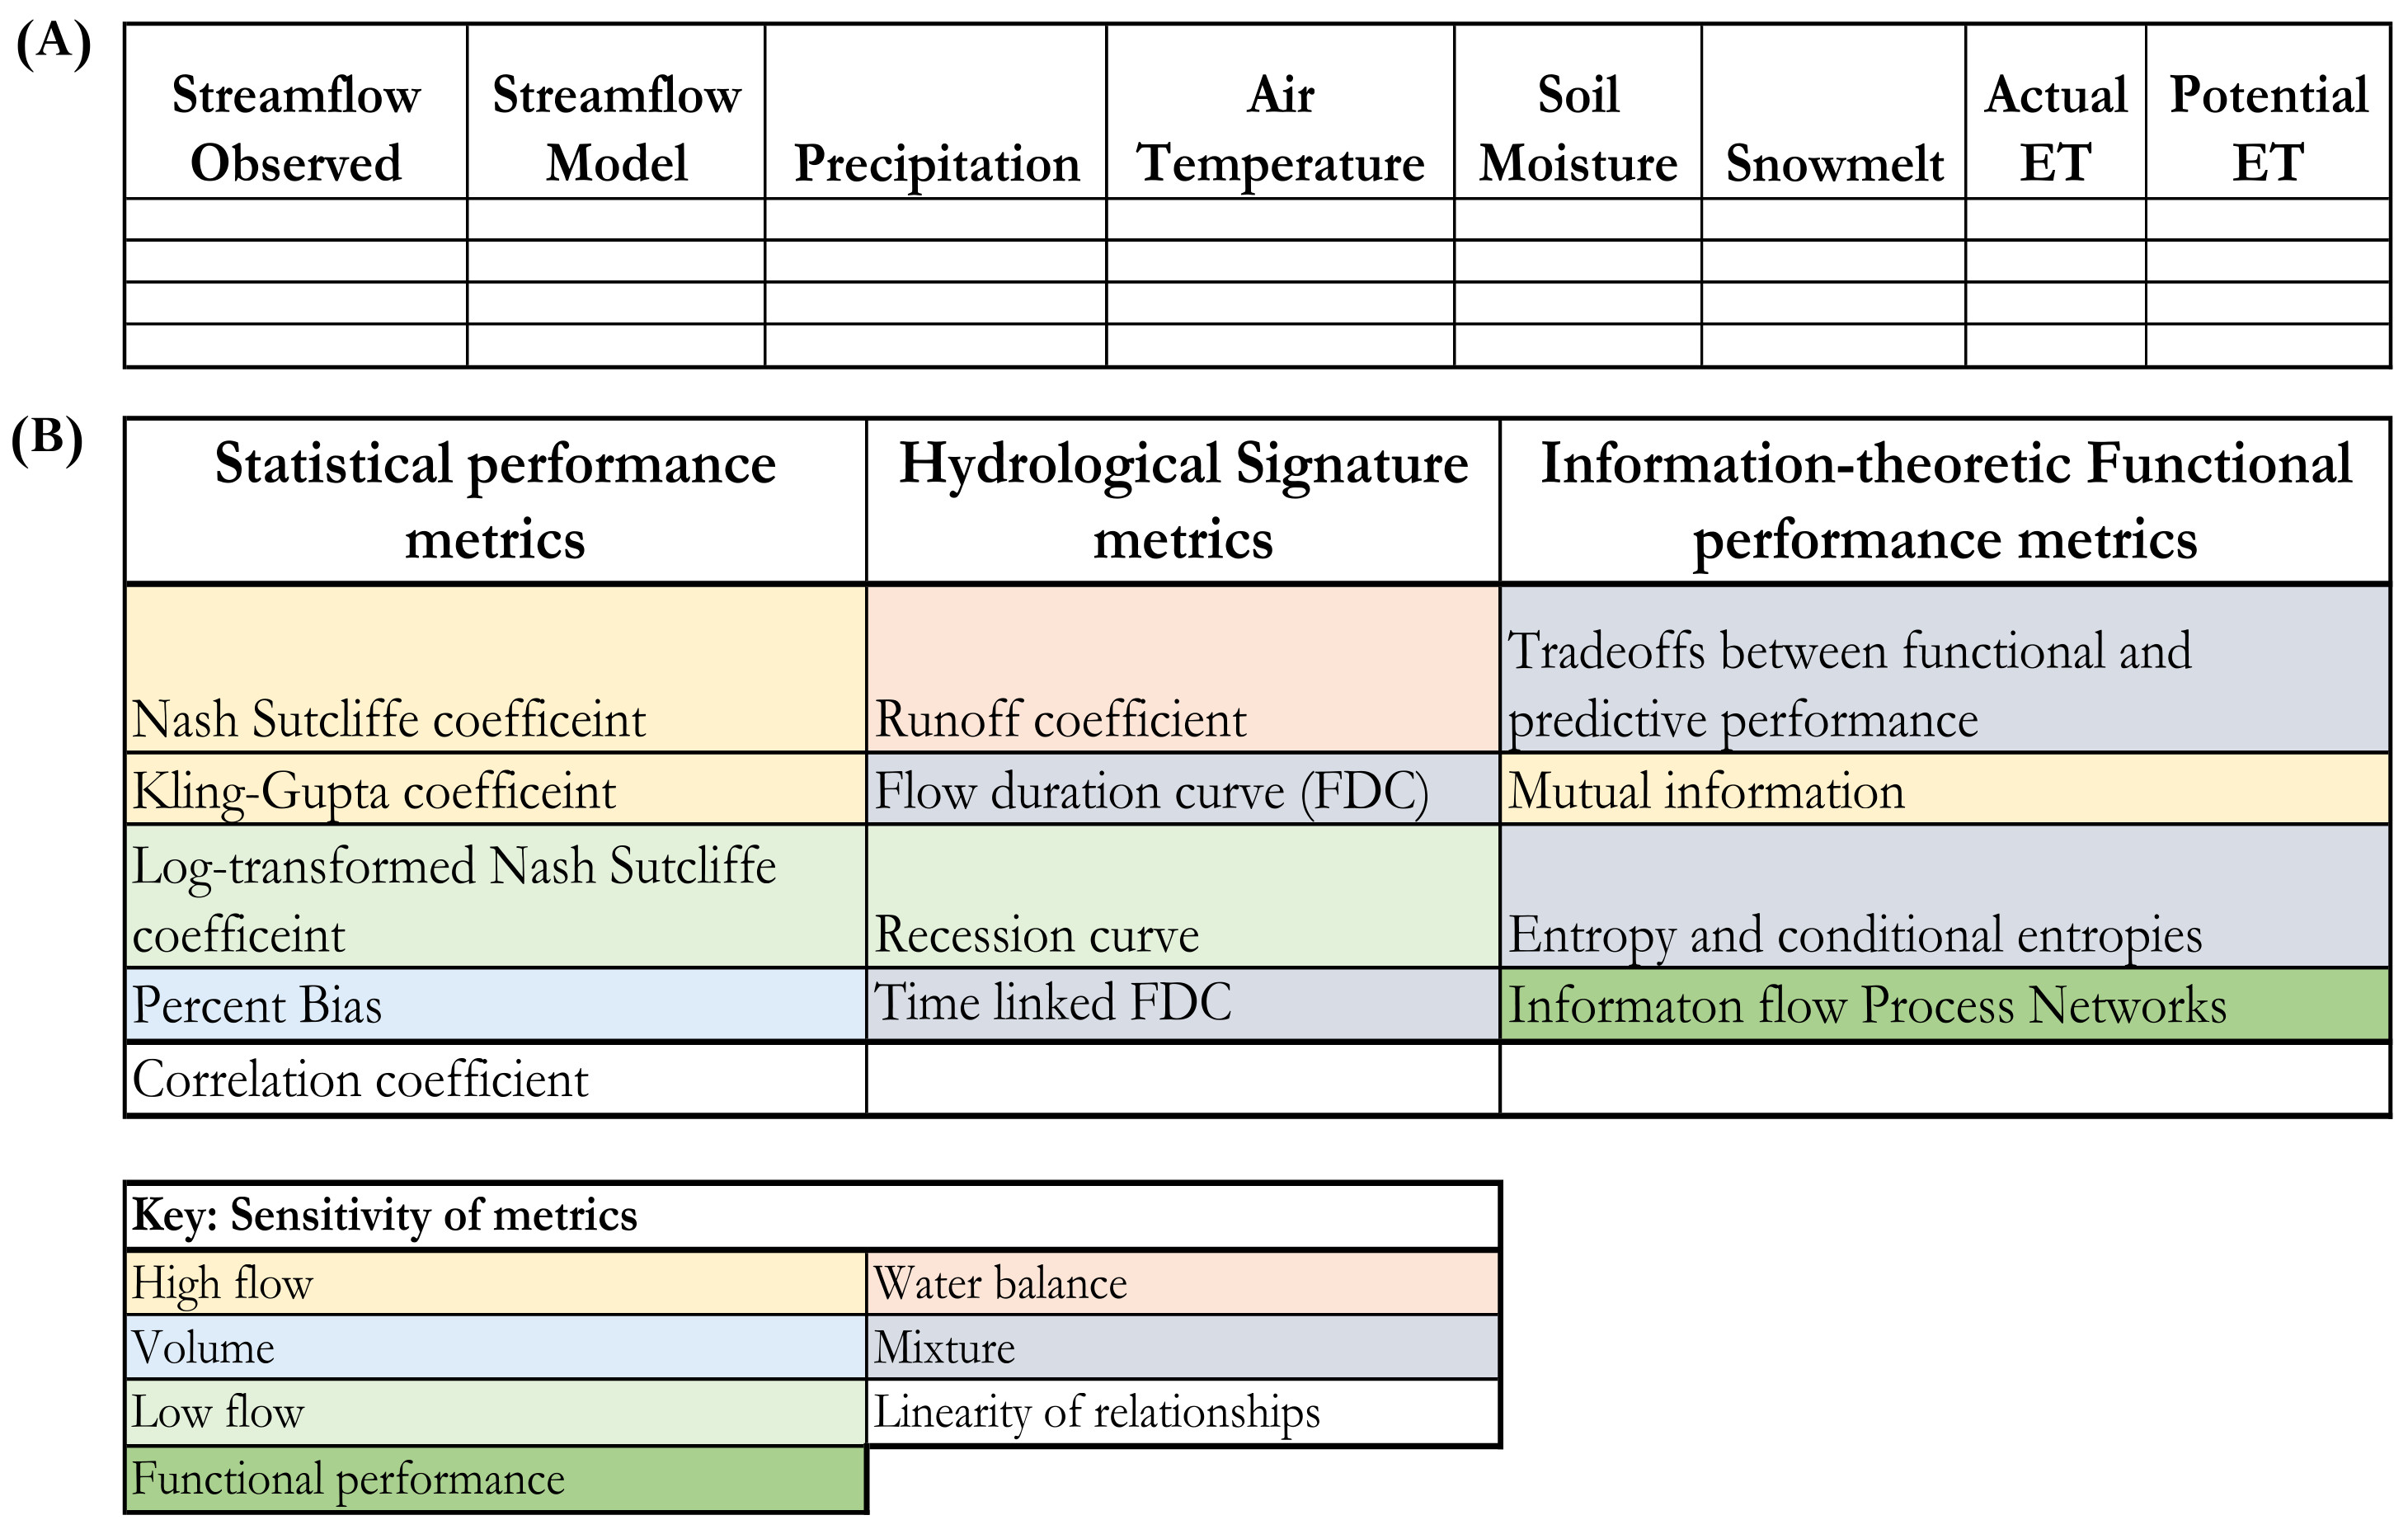 (A)
Streamflow
Observed
Streamflow
Model
Precipitation
Air
Temperature
Soil
Moisture
Snowmelt
Actual
ET
Potential
ET
(B)
Statistical performance
metrics
Hydrological Signature
metrics
Information-theoretic Functional
performance metrics
Nash Sutcliffe coefficeint
Runoff coefficient
Tradeoffs between functional and
predictive performance
Kling-Gupta coefficeint
Flow duration curve (FDC)
Mutual information
Log-transformed Nash Sutcliffe
coefficeint
Recession curve
Entropy and conditional entropies
Percent Bias
Time linked FDC
Informaton flow Process Networks
Correlation coefficient
Key: Sensitivity of metrics
High flow
Water balance
Volume
Mixture
Low flow
Linearity of relationships
Functional performance